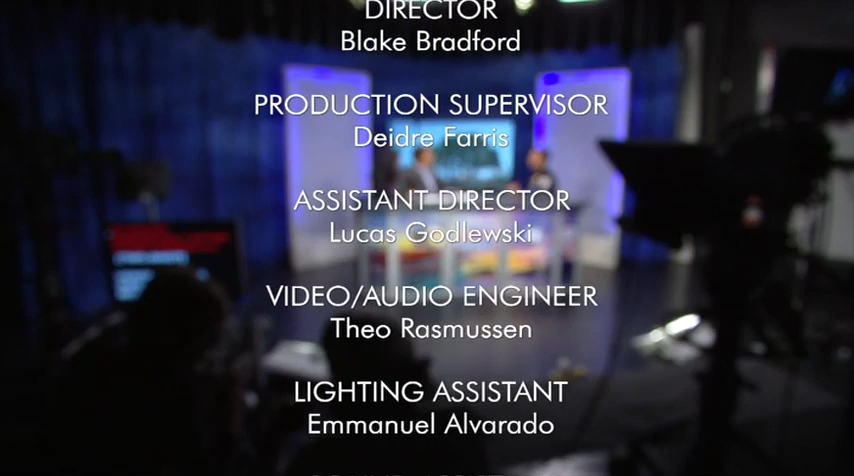 DIRECTOR
Blake Bradford
PRODUCTION SUPERVISOR
Deidre Farris
ASSISTANT DIRECTOR
Lucas Godlewski
VIDEO/AUDIO ENGINEER
Theo Rasmussen
LIGHTING ASSISTANT
Emmanuel Alvarado